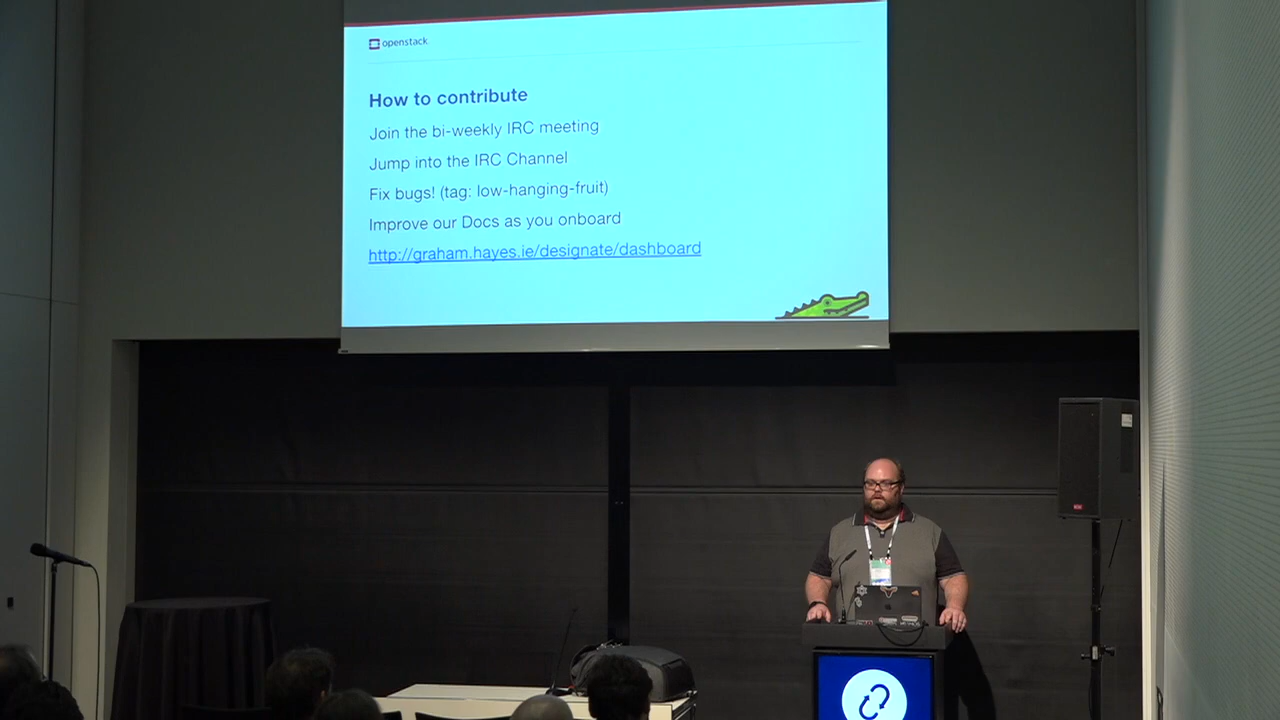 openstack
How to contribute
Join the bi-weekly IRC meeting
Jump into the IRC Channel
Fix bugs! (tag: low-hanging-fruit)
Improve our Docs as you onboard
http://graham.hayes.ie/designate/dashboard